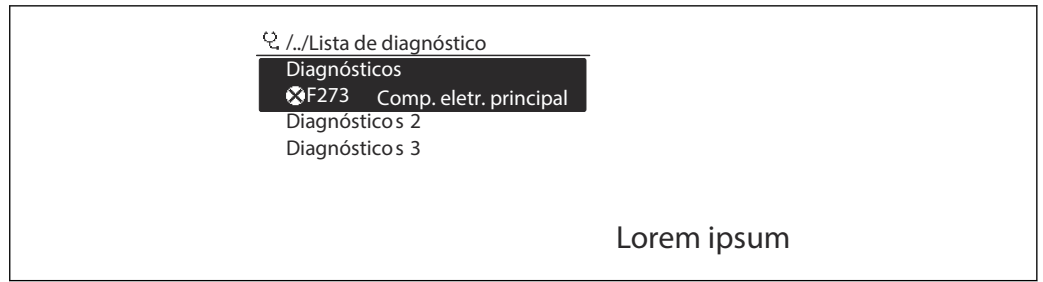 /../Lista de diagnóstico
Diagnósticos
F273 Comp. eletr. principal
Diagnósticos 2
Diagnósticos 3
Lorem ipsum